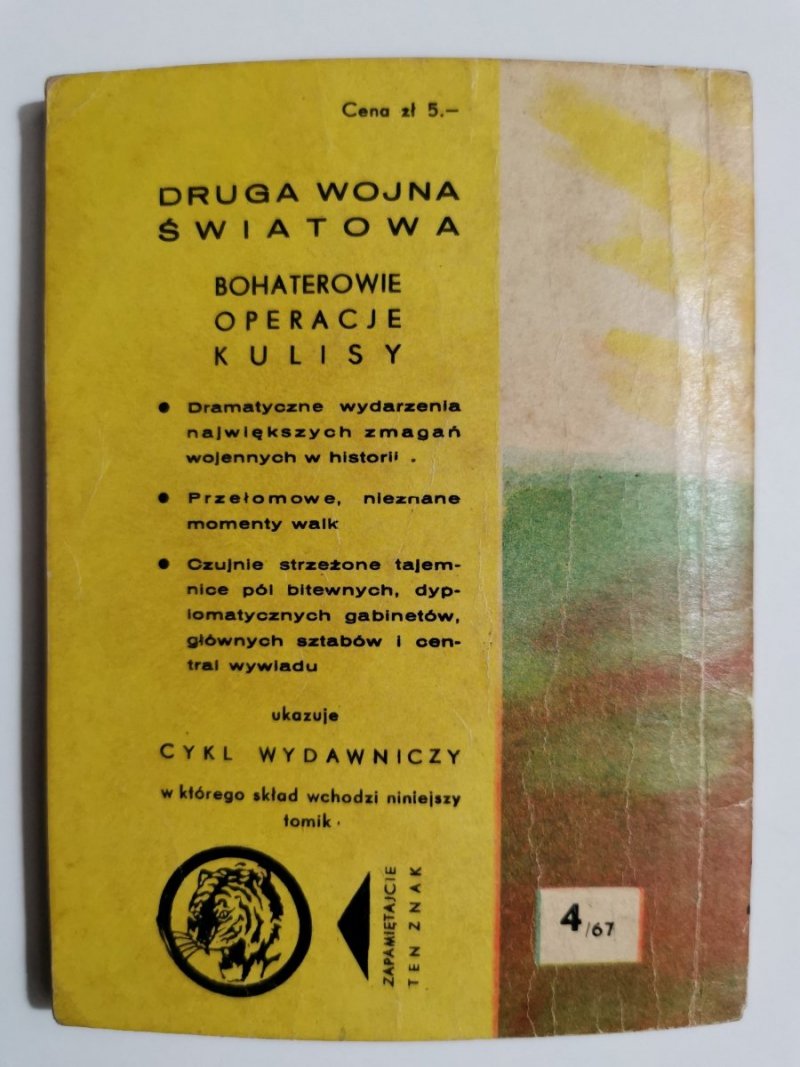 Cena zł 5.—
DRUGA WOJNA
ŚWIATOWA
BOHATEROWIE
OPERACJE
KULISY
● Dramatyczne wydarzenia
największych zmagań
wojennych w historii .
● Przełomowe, nieznane
momenty walk
● Czujnie strzeżone tajem-
nice pól bitewnych, dyp-
lomatycznych gabinetów,
głównych sztabów i cen-
tral wywiadu
ukazuje
CYKL WYDAWNICZY
w którego skład wchodzi niniejszy
tomik.
ZAPAMIĘTAJCIE
TEN ZNAK
4/67